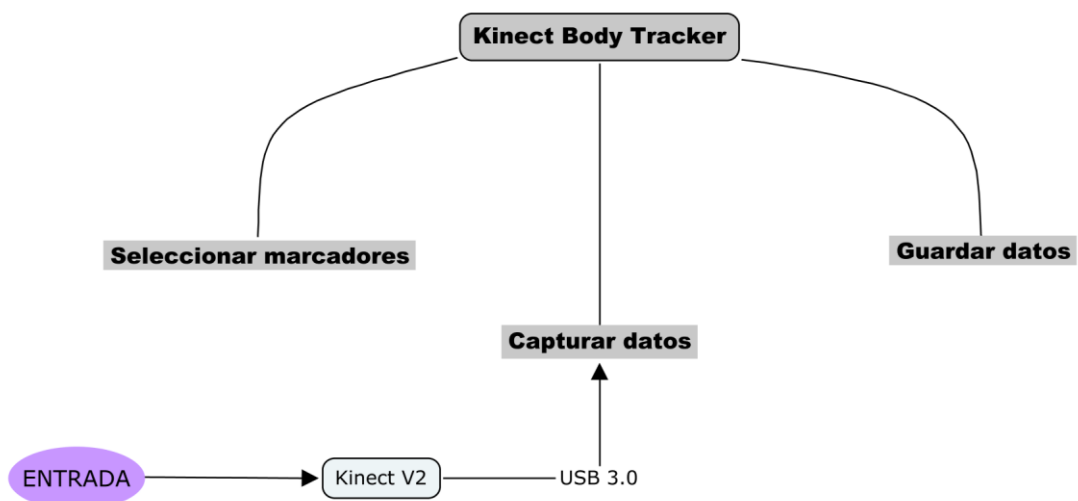 Kinect Body Tracker
Seleccionar marcadores
Guardar datos
Capturar datos
ENTRADA
Kinect V2
USB 3.0